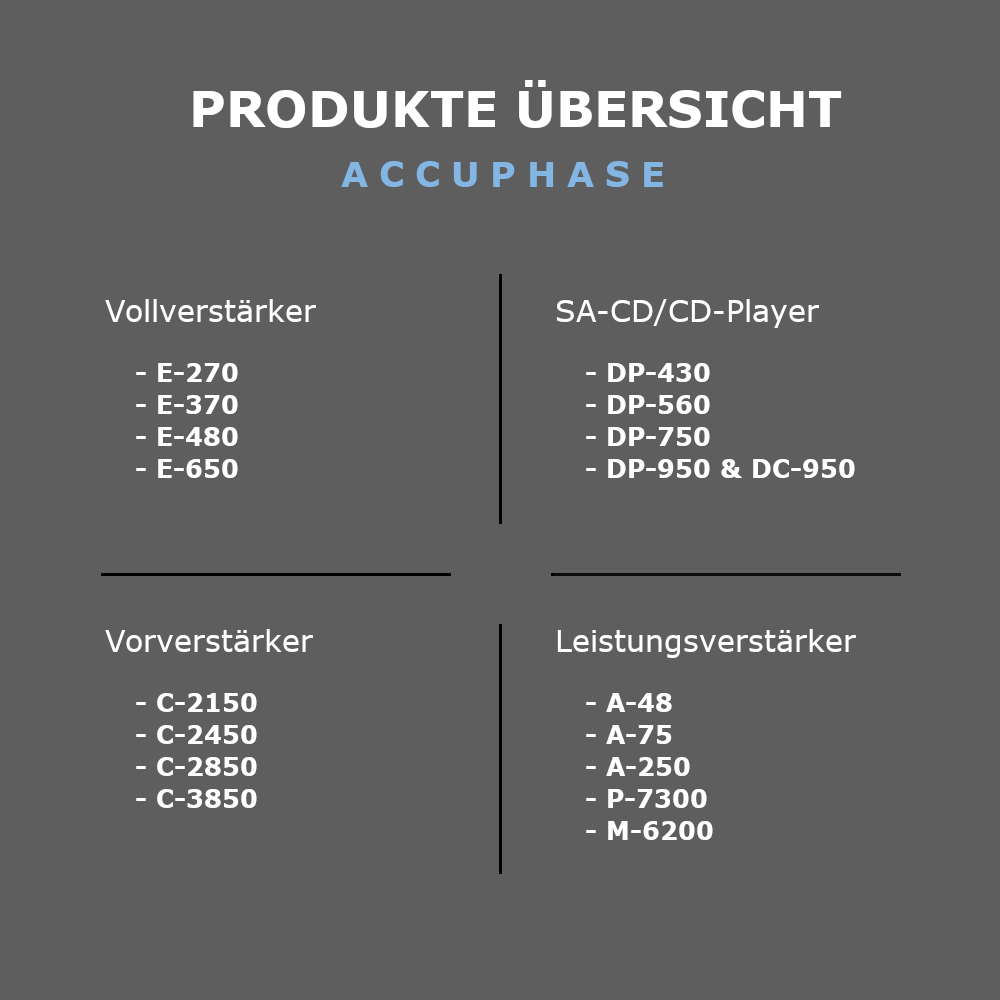 PRODUKTE ÜBERSICHT
ACCUPHASE
Vollverstärker
– E–270
– E–370
– E–480
– E–650
SA-CD/CD-Player
– DP–430
– DP–560
– DP–750
– DP–950 & DC–950
Vorverstärker
– C–2150
– C–2450
– C–2850
– C–3850
Leistungsverstärker
– A–48
– A–75
– A–250
– P–7300
– M–6200